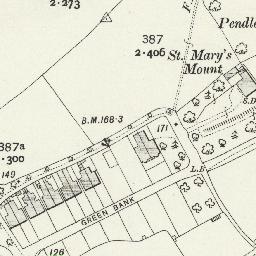 2·273
Pendle
387
2·406
St. Mary's
Mount
S.D
B.M.168·3
171
387a
·300
L.B
149
GREEN BANK
126